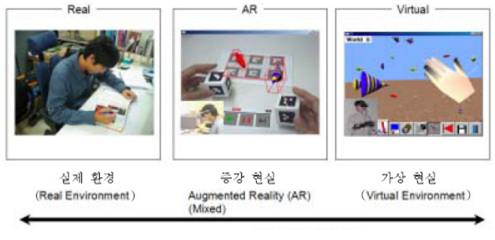 Real
AR
Virtual
World 8
실제 환경
증강 현실
가상 현실
(Real Environment)
Augmented Reality (AR)
(Virtual Environment)
(Mixed)